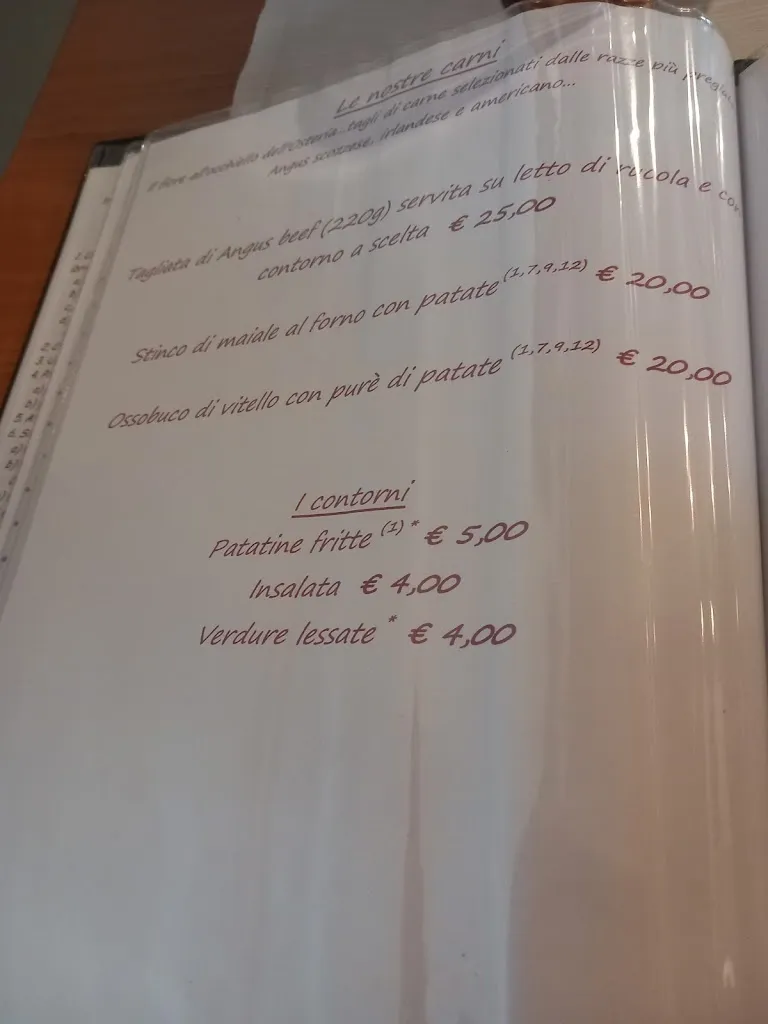 Le nostre carni
Il fiore all'occhiello dell'Osteria...tagli di carne selezionati dalle razze più
Angus scozzese, irlandese e americano...
Tagliata di Angus beef (220g) servita su letto di rucola e con
contorno a scelta € 25,00
Stinco di maiale al forno con patate (1,7,9,12) € 20,00
Ossobuco di vitello con purè di patate (1,7,9,12) € 20,00
I contorni
Patatine fritte (1) * € 5,00
Insalata € 4,00
Verdure lessate * € 4,00